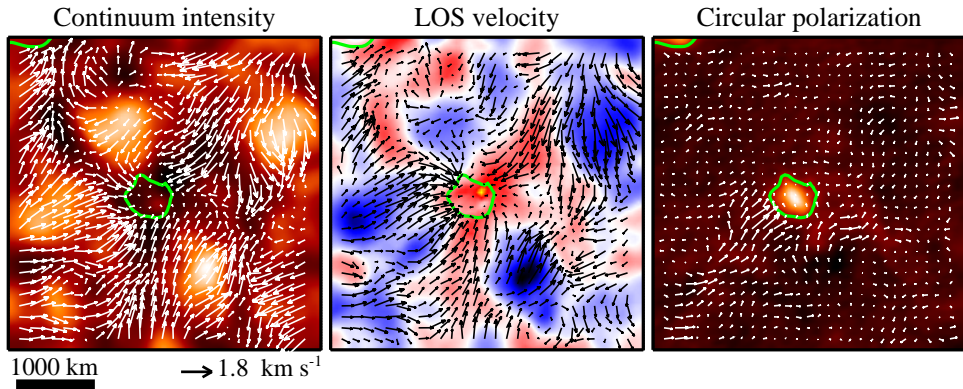 Continuum intensity
LOS velocity
Circular polarization
1000 km
1.8 km s⁻¹